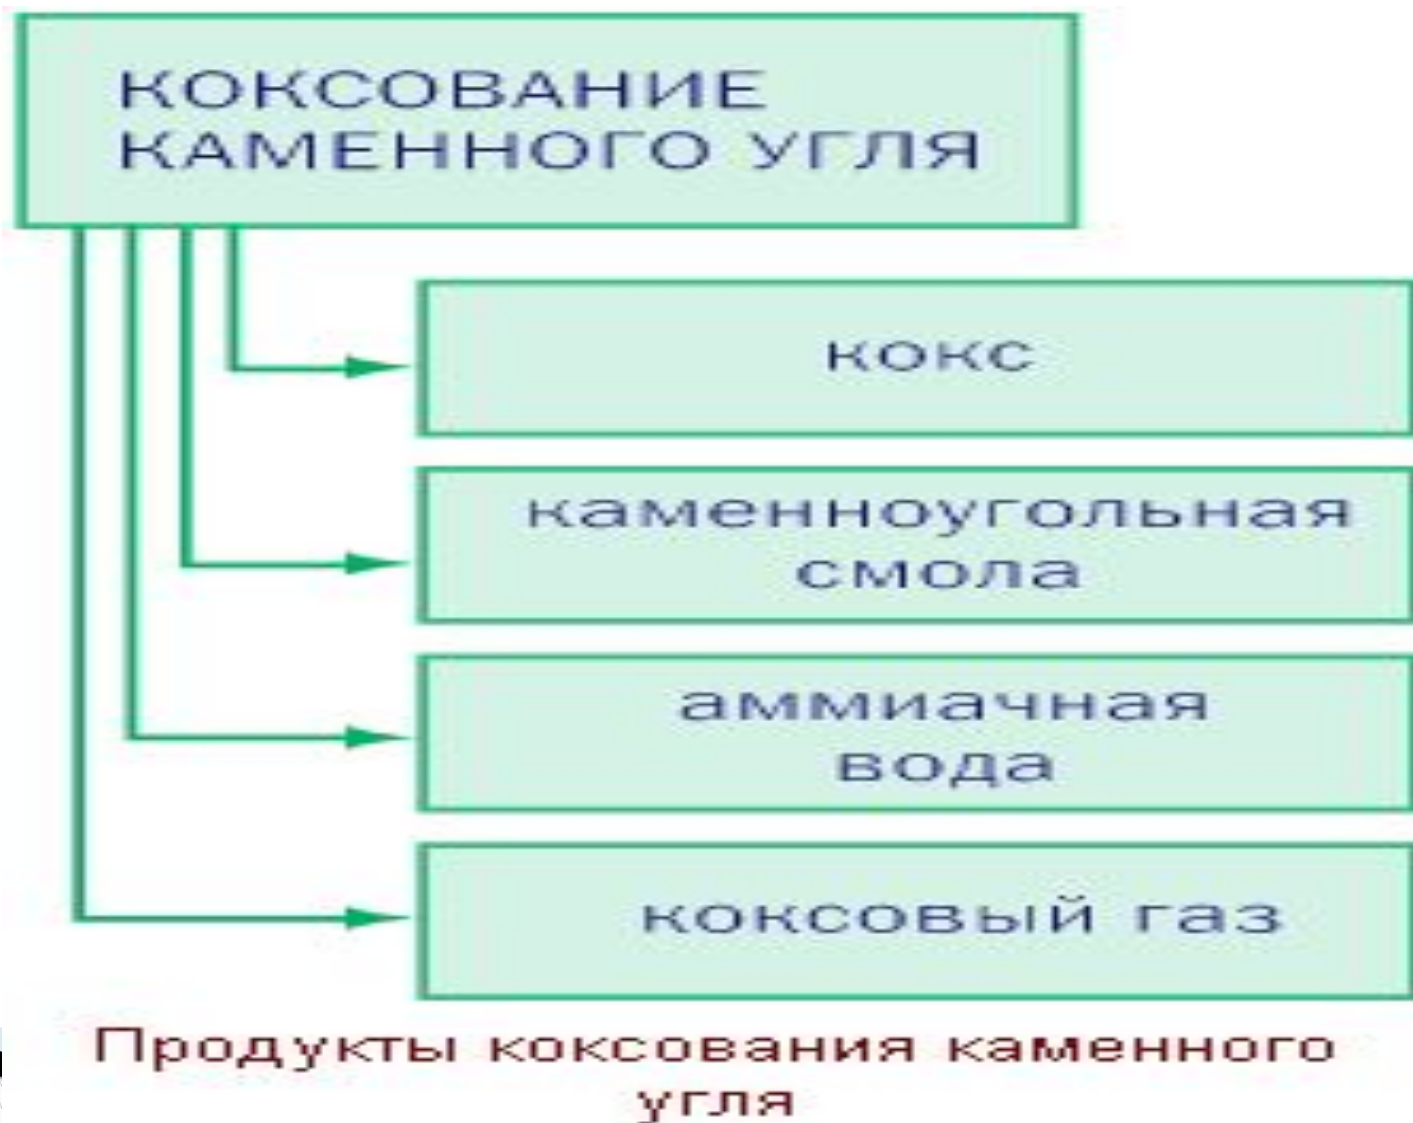 КОКСОВАНИЕ
КАМЕННОГО УГЛЯ
кокс
каменноугольная
смола
аммиачная
вода
коксовый газ
Продукты коксования каменного
угля